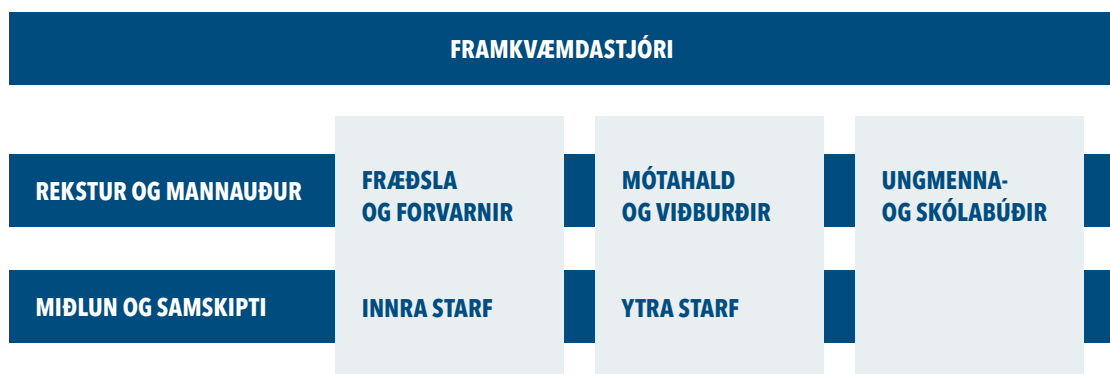 FRAMKVÆMDASTJÓRI
REKSTUR OG MANNAUÐUR
FRÆÐSLA
OG FORVARNIR
MÓTAHALD
OG VIÐBURÐIR
UNGMENNA-
OG SKÓLABÚÐIR
MIÐLUN OG SAMSKIPTI
INNRA STARF
YTRA STARF